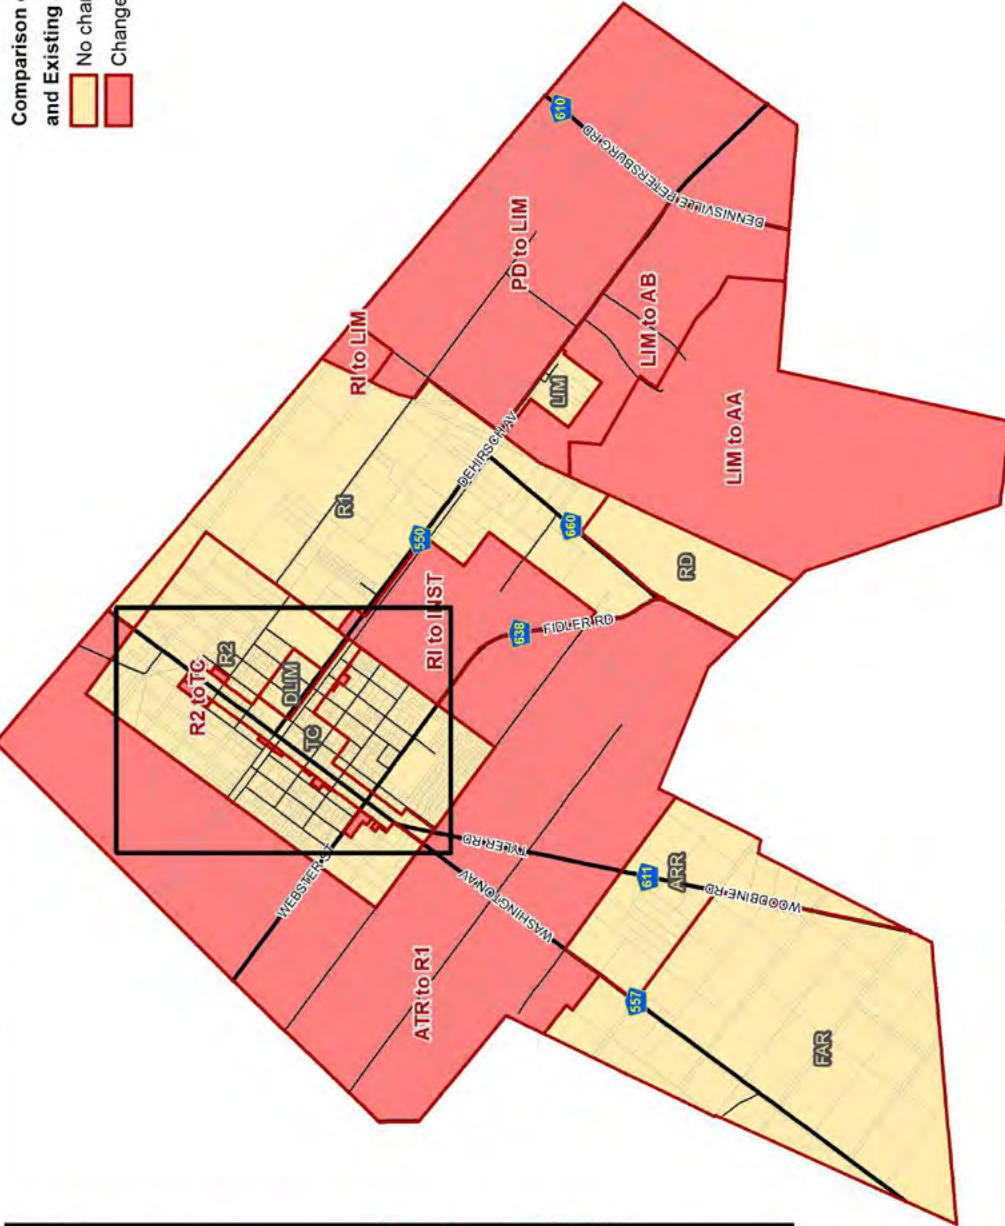 Comparison
and Existing
No chan
Change
610
DENNISVILLE PETERSBURG RD
PD to LIM
RI to LIM
LIM to AB
LIM
LIM to AA
DEHIRSCH AV
R1
550
660
RD
RI to INST
638
FIDLER RD
R2 to TC
R2
DLIM
TC
WEBSTER ST
TYLER RD
WASHINGTON AV
611
ARR
WOODBINE RD
ATR to R1
557
FAR